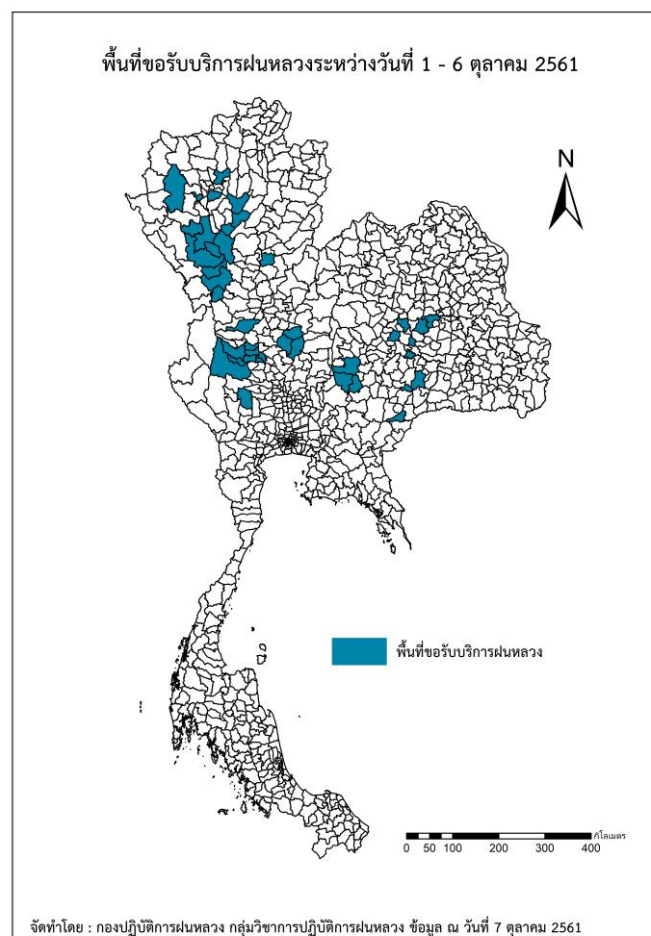 พื้นที่ขอรับบริการฝนหลวงระหว่างวันที่ 1 - 6 ตุลาคม 2561
N
พื้นที่ขอรับบริการฝนหลวง
กิโลเมตร
0 50 100 200 300 400
จัดทำโดย : กองปฏิบัติการฝนหลวง กลุ่มวิชาการปฏิบัติการฝนหลวง ข้อมูล ณ วันที่ 7 ตุลาคม 2561